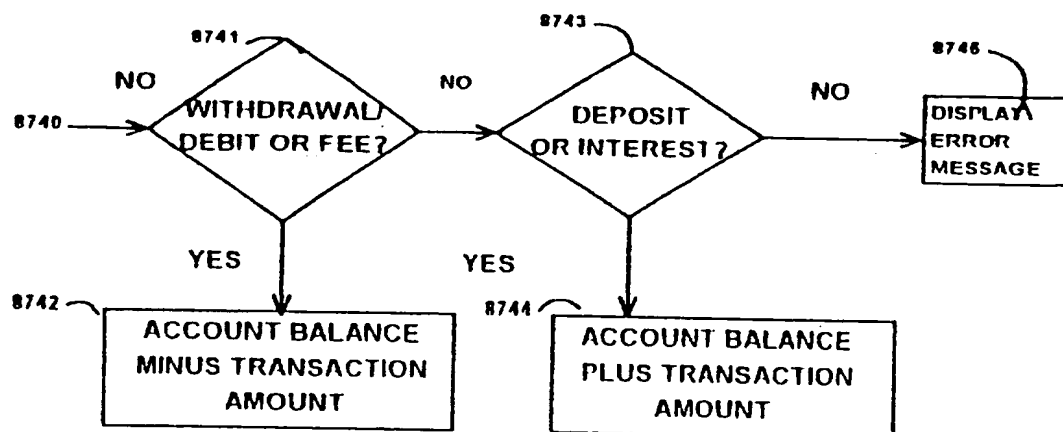 8741
8743
8746
NO
NO
NO
WITHDRAWAL/
DEBIT OR FEE?
DEPOSIT
OR INTEREST?
DISPLAY
ERROR
MESSAGE
8740
YES
YES
8742
8744
ACCOUNT BALANCE
MINUS TRANSACTION
AMOUNT
ACCOUNT BALANCE
PLUS TRANSACTION
AMOUNT